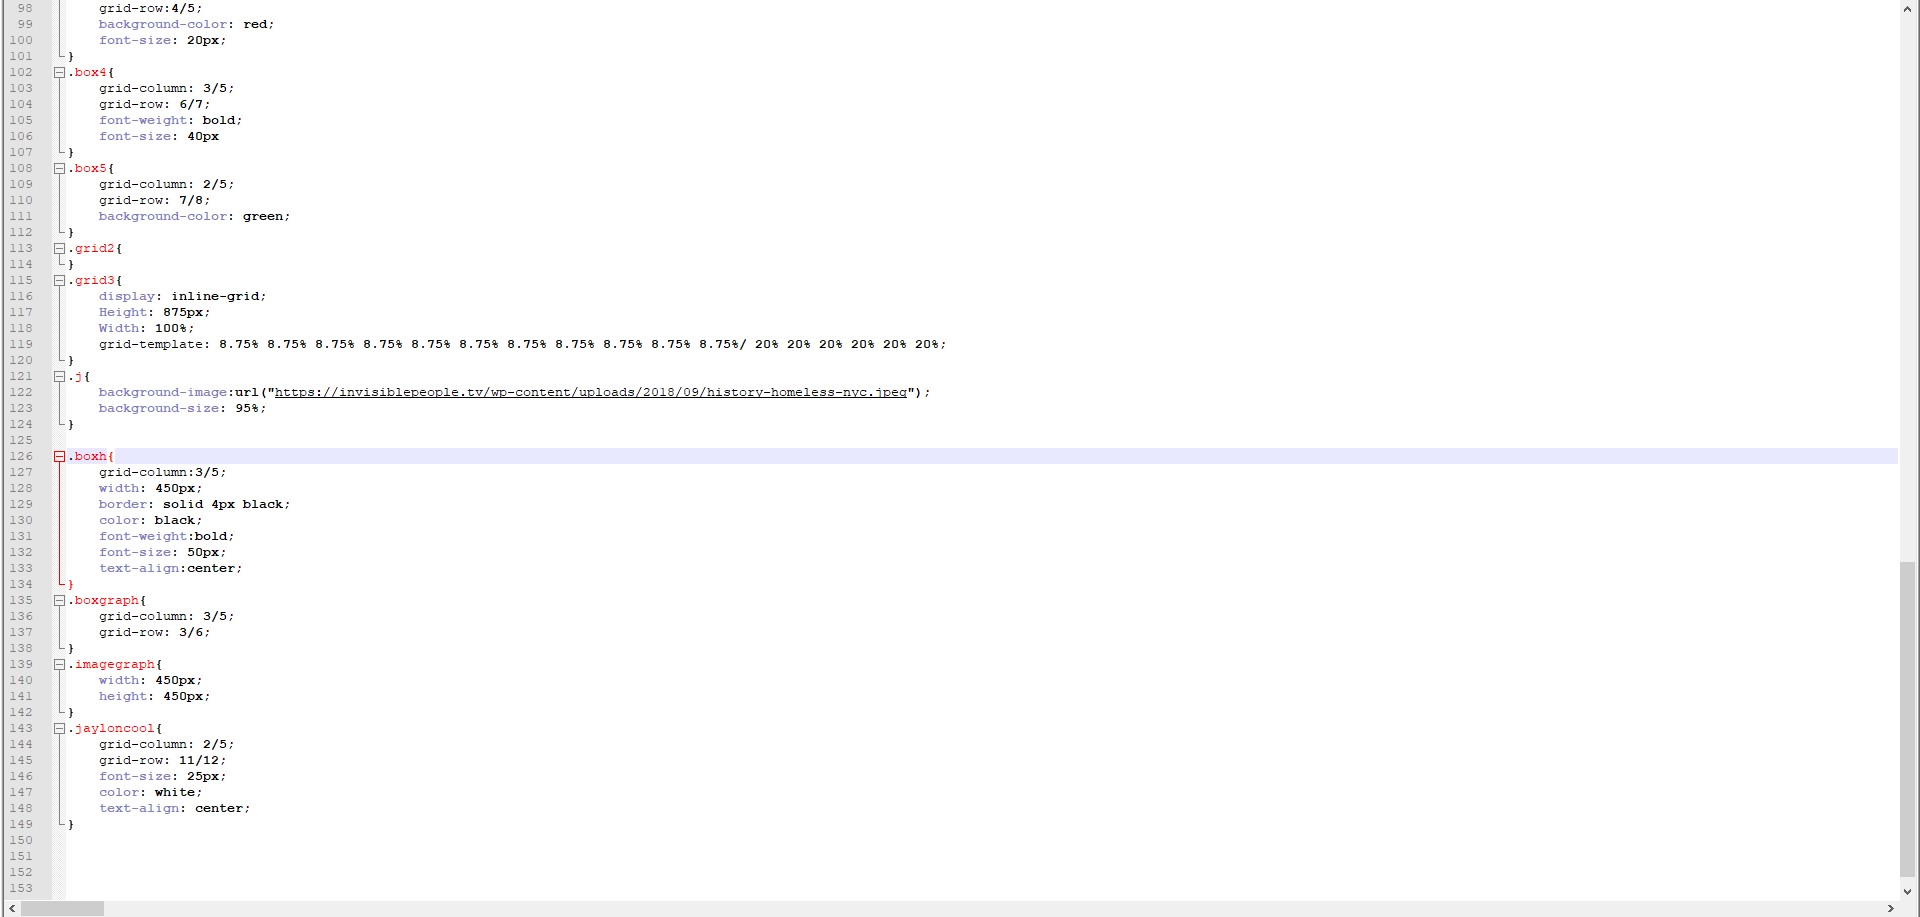 98 grid-row:4/5;
99 background-color: red;
100 font-size: 20px;
101 }
102 .box4{
103 grid-column: 3/5;
104 grid-row: 6/7;
105 font-weight: bold;
106 font-size: 40px
107 }
108 .box5{
109 grid-column: 2/5;
110 grid-row: 7/8;
111 background-color: green;
112 }
113 .grid2{
114 }
115 .grid3{
116 display: inline-grid;
117 Height: 875px;
118 Width: 100%;
119 grid-template: 8.75% 8.75% 8.75% 8.75% 8.75% 8.75% 8.75% 8.75% 8.75% 8.75% 8.75%/ 20% 20% 20% 20% 20% 20%;
120 }
121 .j{
122 background-image:url("https://invisiblepeople.tv/wp-content/uploads/2018/09/history-homeless-nyc.jpeg");
123 background-size: 95%;
124 }
125
126 .boxh{
127 grid-column:3/5;
128 width: 450px;
129 border: solid 4px black;
130 color: black;
131 font-weight:bold;
132 font-size: 50px;
133 text-align:center;
134 }
135 .boxgraph{
136 grid-column: 3/5;
137 grid-row: 3/6;
138 }
139 .imagegraph{
140 width: 450px;
141 height: 450px;
142 }
143 .jayloncool{
144 grid-column: 2/5;
145 grid-row: 11/12;
146 font-size: 25px;
147 color: white;
148 text-align: center;
149 }
150
151
152
153